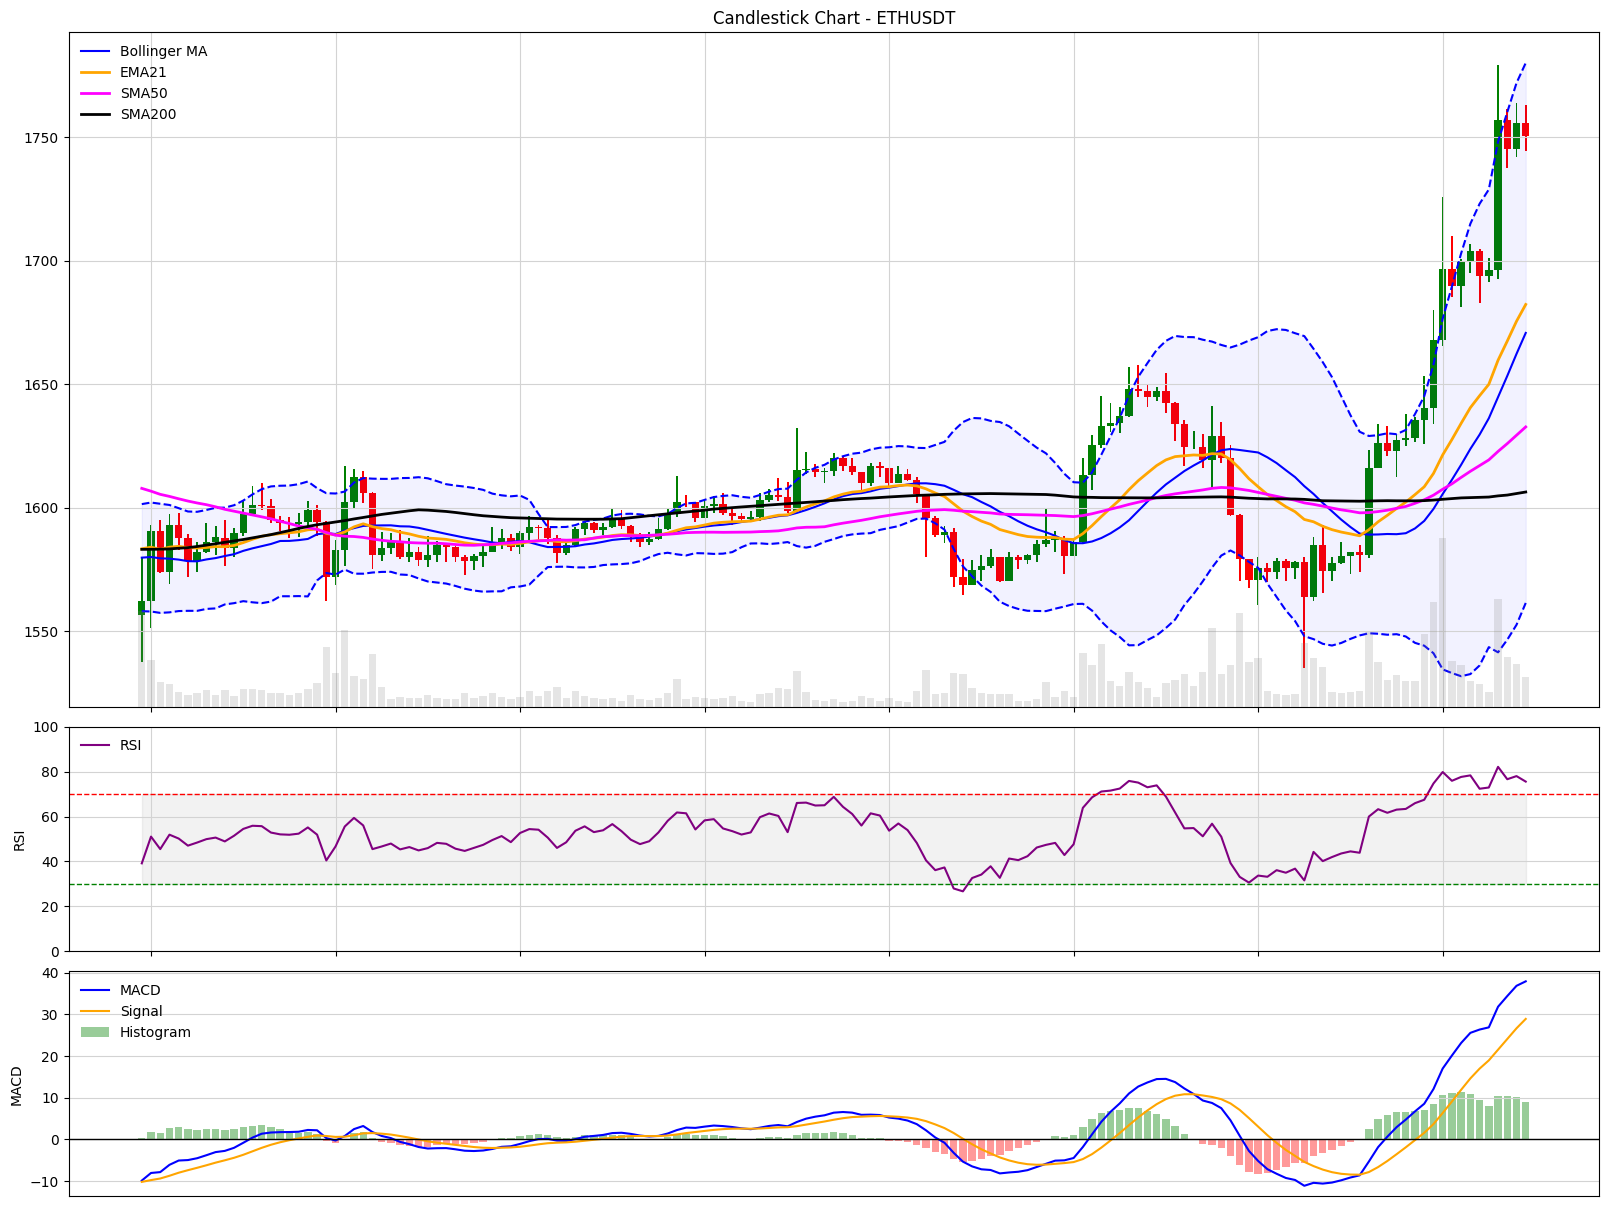 Candlestick Chart - ETHUSDT
Bollinger MA
EMA21
SMA50
SMA200
1750
1700
1650
1600
1550
RSI
100
80
60
40
20
0
RSI
MACD
Signal
Histogram
40
30
20
10
0
−10
MACD